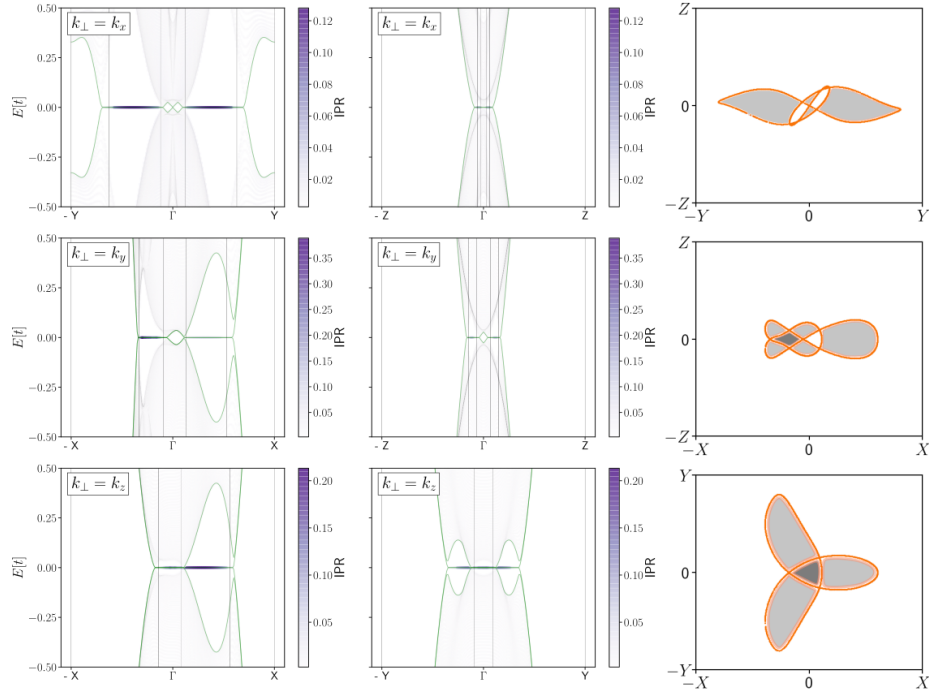 k⊥ = kx
E[t]
0.50
0.25
0.00
−0.25
−0.50
- Y
Γ
Y
0.12
0.10
0.08
0.06
0.04
0.02
IPR
k⊥ = kx
- Z
Γ
Z
0.12
0.10
0.08
0.06
0.04
0.02
IPR
Z
0
−Z
−Y
0
Y
k⊥ = ky
E[t]
0.50
0.25
0.00
−0.25
−0.50
- X
Γ
X
0.35
0.30
0.25
0.20
0.15
0.10
0.05
IPR
k⊥ = ky
- Z
Γ
Z
0.35
0.30
0.25
0.20
0.15
0.10
0.05
IPR
Z
0
−Z
−X
0
X
k⊥ = kz
E[t]
0.50
0.25
0.00
−0.25
−0.50
- X
Γ
X
0.20
0.15
0.10
0.05
IPR
k⊥ = kz
- Y
Γ
Y
0.20
0.15
0.10
0.05
IPR
Y
0
−Y
−X
0
X